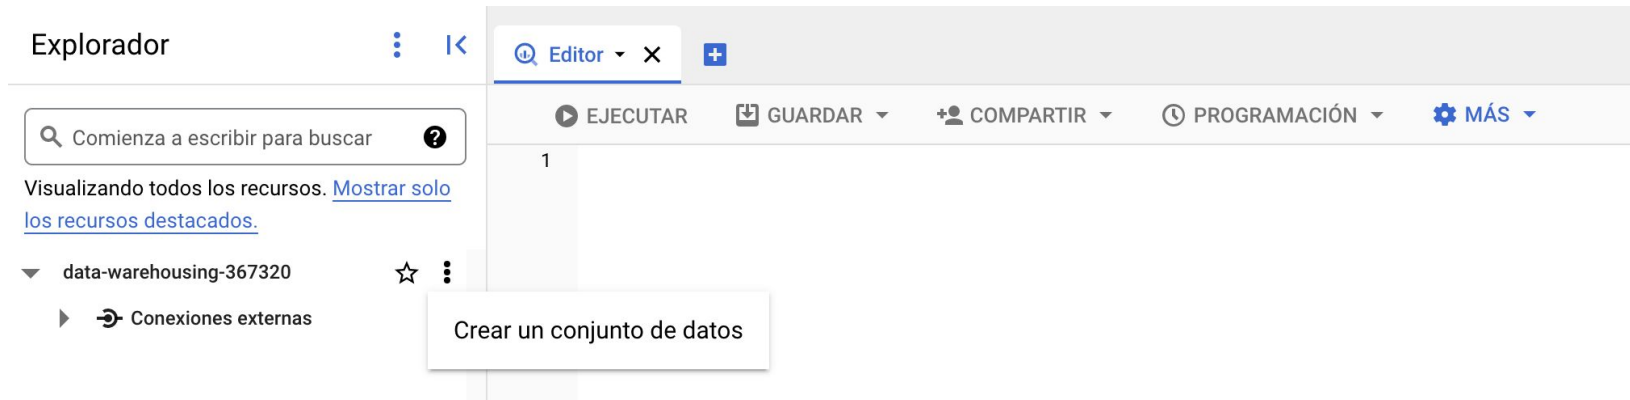 Explorador
Editor
EJECUTAR
GUARDAR
COMPARTIR
PROGRAMACIÓN
MÁS
Comienza a escribir para buscar
Visualizando todos los recursos. Mostrar solo
los recursos destacados.
data-warehousing-367320
Conexiones externas
Crear un conjunto de datos
1